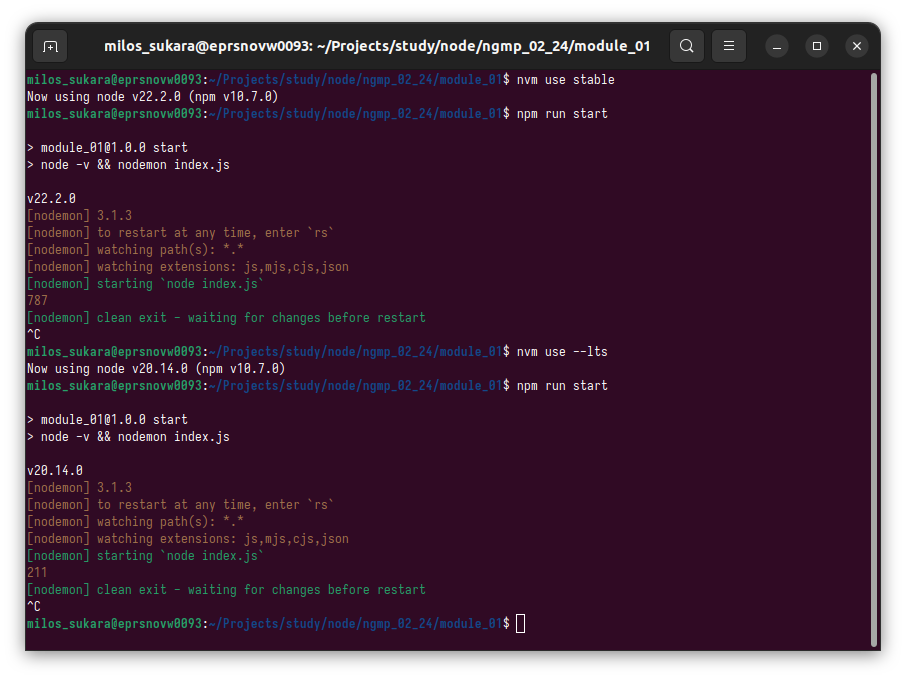 milos_sukara@eprsnovw0093: ~/Projects/study/node/ngmp_02_24/module_01
milos_sukara@eprsnovw0093:~/Projects/study/node/ngmp_02_24/module_01$ nvm use stable
Now using node v22.2.0 (npm v10.7.0)
milos_sukara@eprsnovw0093:~/Projects/study/node/ngmp_02_24/module_01$ npm run start
> module_01@1.0.0 start
> node -v && nodemon index.js
v22.2.0
[nodemon] 3.1.3
[nodemon] to restart at any time, enter `rs`
[nodemon] watching path(s): *.*
[nodemon] watching extensions: js,mjs,cjs,json
[nodemon] starting `node index.js`
787
[nodemon] clean exit - waiting for changes before restart
^C
milos_sukara@eprsnovw0093:~/Projects/study/node/ngmp_02_24/module_01$ nvm use --lts
Now using node v20.14.0 (npm v10.7.0)
milos_sukara@eprsnovw0093:~/Projects/study/node/ngmp_02_24/module_01$ npm run start
> module_01@1.0.0 start
> node -v && nodemon index.js
v20.14.0
[nodemon] 3.1.3
[nodemon] to restart at any time, enter `rs`
[nodemon] watching path(s): *.*
[nodemon] watching extensions: js,mjs,cjs,json
[nodemon] starting `node index.js`
211
[nodemon] clean exit - waiting for changes before restart
^C
milos_sukara@eprsnovw0093:~/Projects/study/node/ngmp_02_24/module_01$